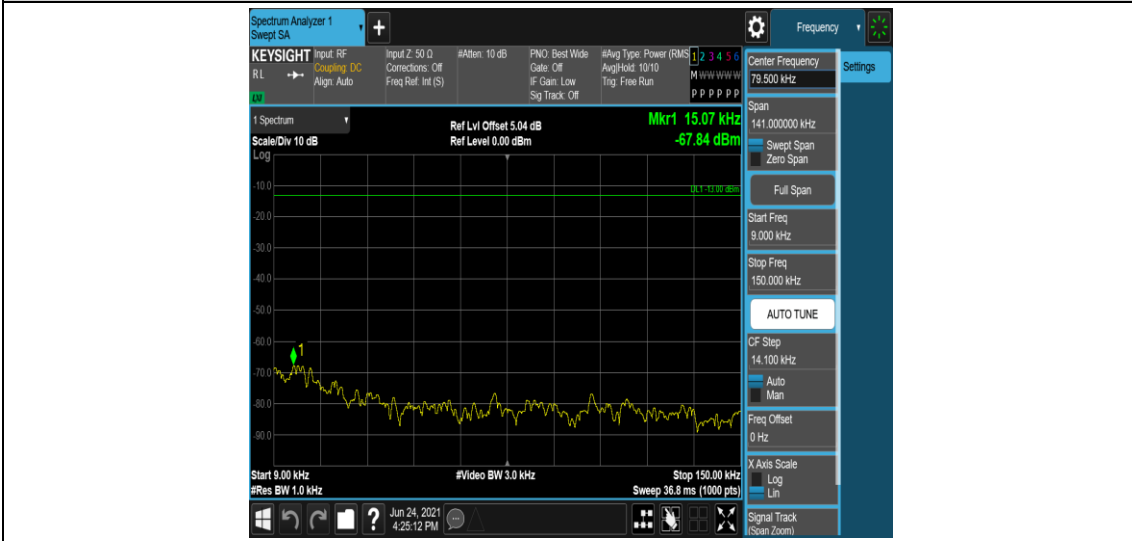 Spectrum Analyzer 1
Swept SA
+
Frequency
KEYSIGHT
RL
LNI
Input: RF
Coupling: DC
Align: Auto
Input Z: 50 Ω
Corrections: Off
Freq Ref: Int (S)
#Atten: 10 dB
PNO: Best Wide
Gate: Off
IF Gain: Low
Sig Track: Off
#Avg Type: Power (RMS
Avg|Hold: 10/10
Trig: Free Run
1 2 3 4 5 6
M W W W W W
P P P P P P
1 Spectrum
Scale/Div 10 dB
Log
Ref Lvl Offset 5.04 dB
Ref Level 0.00 dBm
Mkr1 15.07 kHz
-67.84 dBm
DL1 -13.00 dBm
-10.0
-20.0
-30.0
-40.0
-50.0
-60.0
-70.0
-80.0
-90.0
1
Start 9.00 kHz
#Res BW 1.0 kHz
#Video BW 3.0 kHz
Stop 150.00 kHz
Sweep 36.8 ms (1000 pts)
Center Frequency
79.500 kHz
Span
141.000000 kHz
Swept Span
Zero Span
Full Span
Start Freq
9.000 kHz
Stop Freq
150.000 kHz
AUTO TUNE
CF Step
14.100 kHz
Auto
Man
Freq Offset
0 Hz
X Axis Scale
Log
Lin
Signal Track
(Span Zoom)
Settings
?
Jun 24, 2021
4:25:12 PM